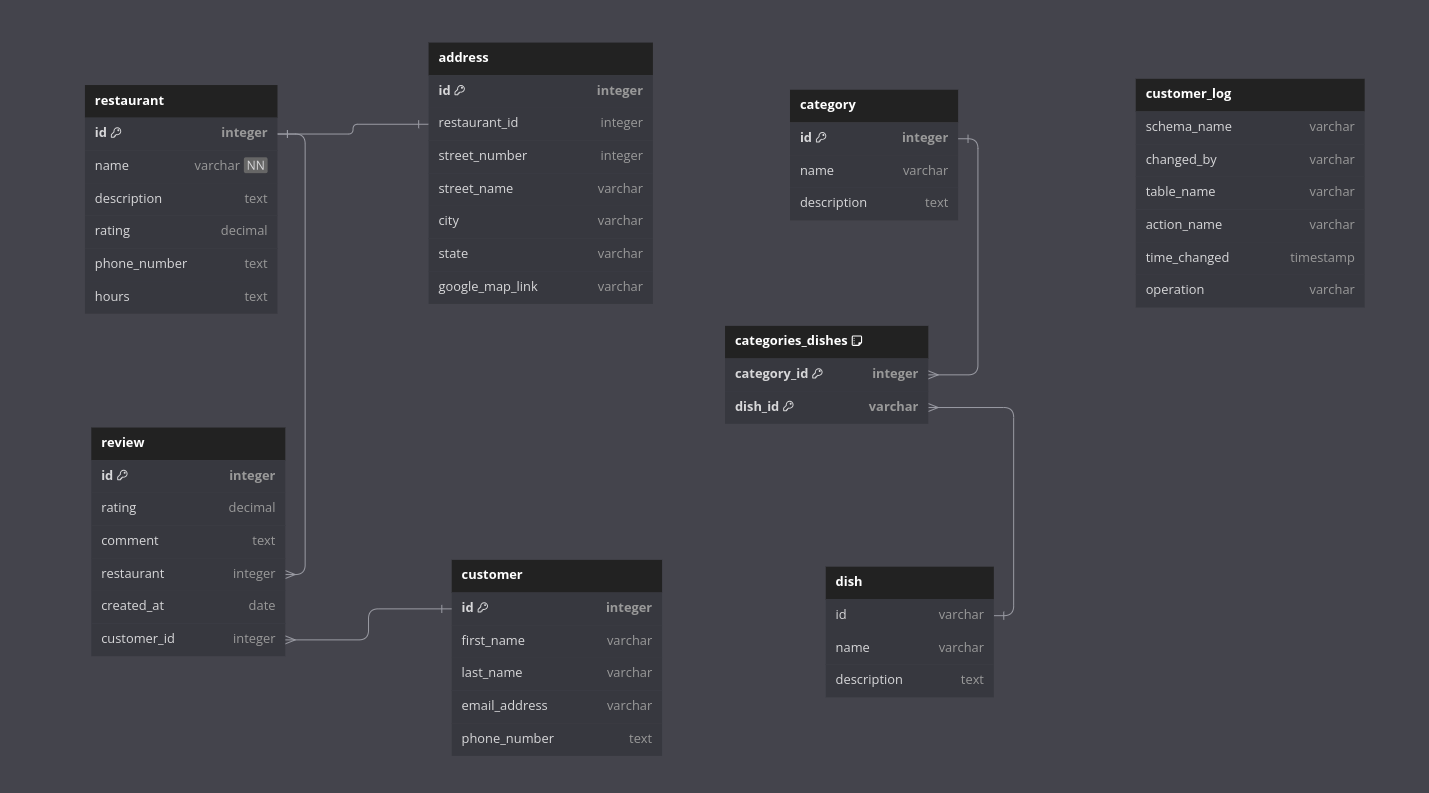 restaurant
id integer
name varchar NN
description text
rating decimal
phone_number text
hours text
address
id integer
restaurant_id integer
street_number integer
street_name varchar
city varchar
state varchar
google_map_link varchar
category
id integer
name varchar
description text
customer_log
schema_name varchar
changed_by varchar
table_name varchar
action_name varchar
time_changed timestamp
operation varchar
categories_dishes
category_id integer
dish_id varchar
review
id integer
rating decimal
comment text
restaurant integer
created_at date
customer_id integer
customer
id integer
first_name varchar
last_name varchar
email_address varchar
phone_number text
dish
id varchar
name varchar
description text